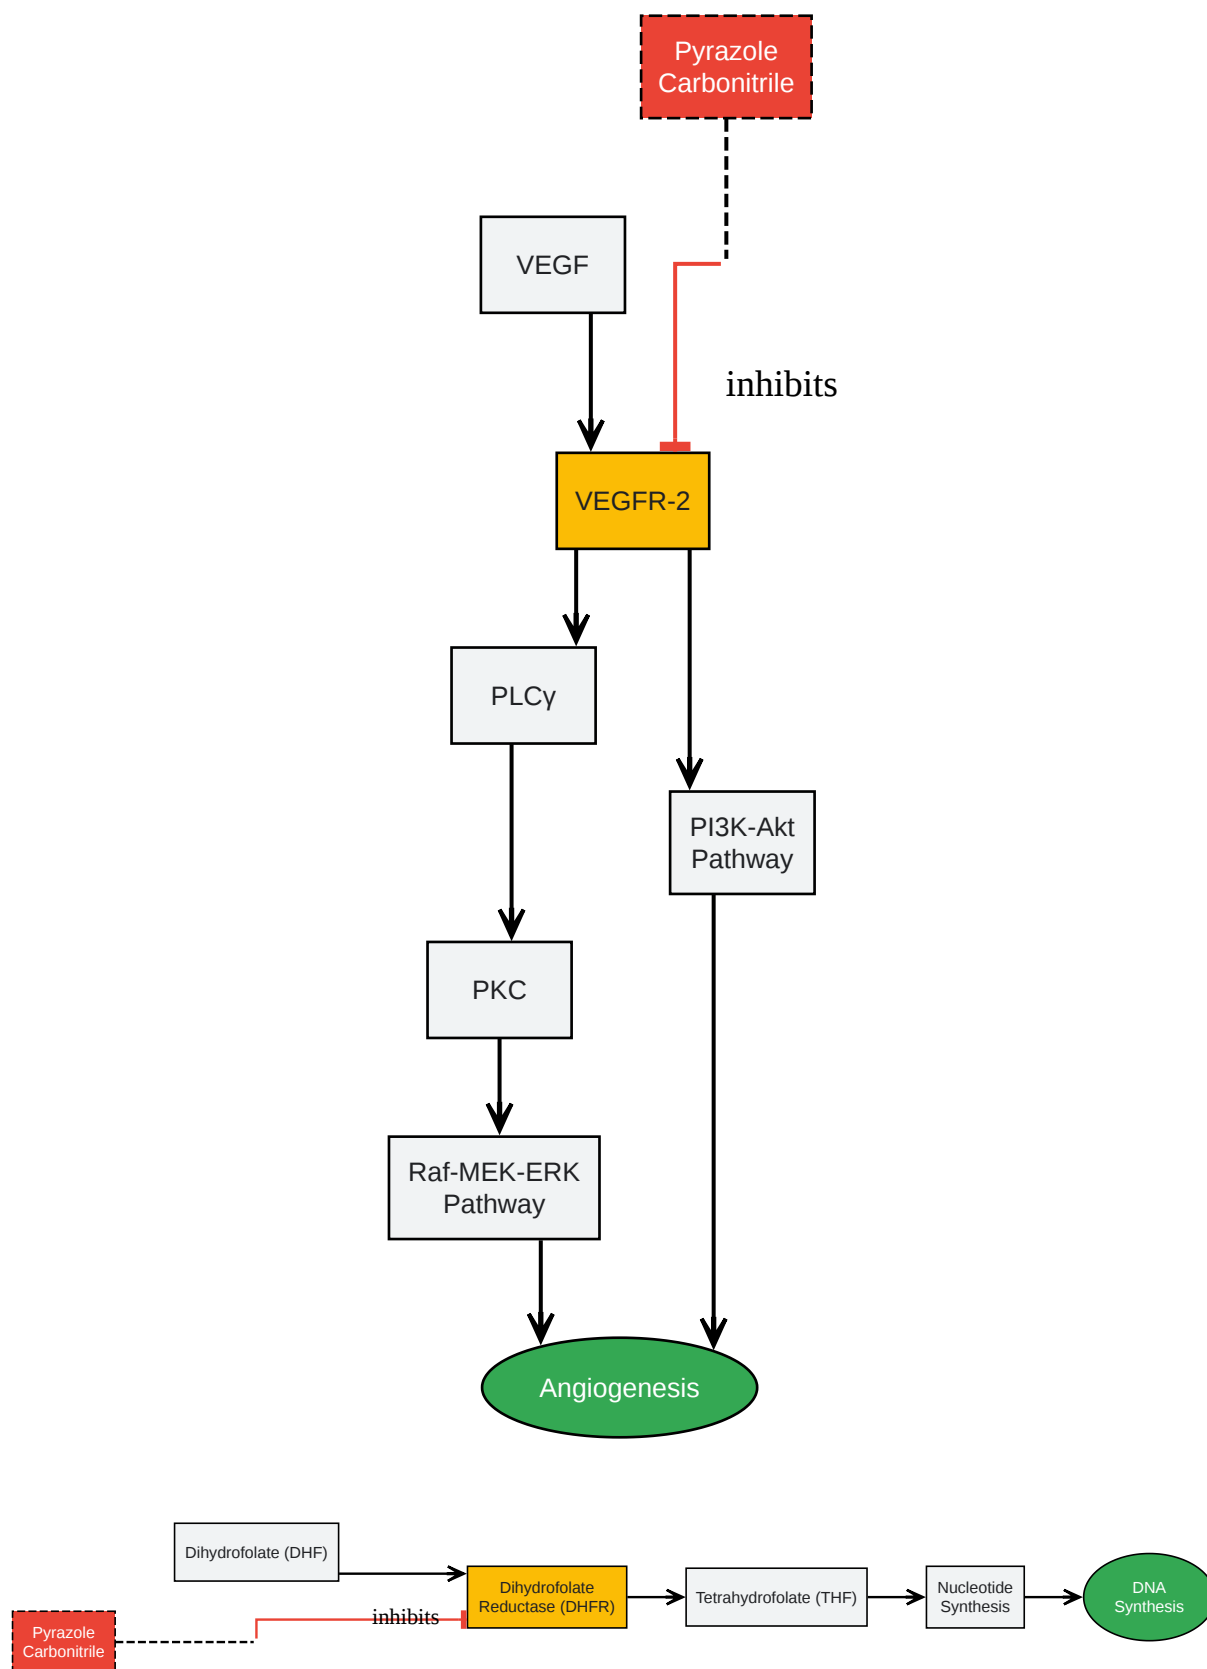 Pyrazole
Carbonitrile
VEGF
inhibits
VEGFR-2
PLCγ
PI3K-Akt
Pathway
PKC
Raf-MEK-ERK
Pathway
Angiogenesis
Dihydrofolate (DHF)
Dihydrofolate
Reductase (DHFR)
Tetrahydrofolate (THF)
Nucleotide
Synthesis
DNA
Synthesis
inhibits
Pyrazole
Carbonitrile